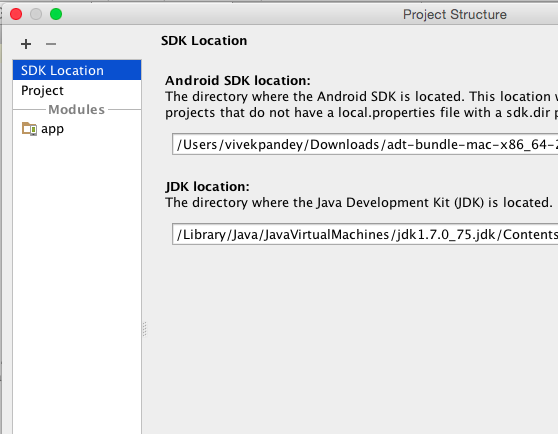 Project Structure
SDK Location
Project
Modules
app
SDK Location
Android SDK location:
The directory where the Android SDK is located. This location
projects that do not have a local.properties file with a sdk.dir
/Users/vivekpandey/Downloads/adt-bundle-mac-x86_64-2
JDK location:
The directory where the Java Development Kit (JDK) is located.
/Library/Java/JavaVirtualMachines/jdk1.7.0_75.jdk/Contents